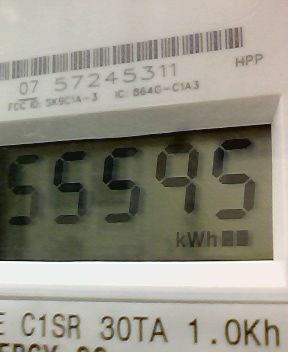 07 57245311 HPP
FCC ID: SK9C1A-3 IC: 864G-C1A3
55595
kWh
C1SR 30TA 1.0Kh